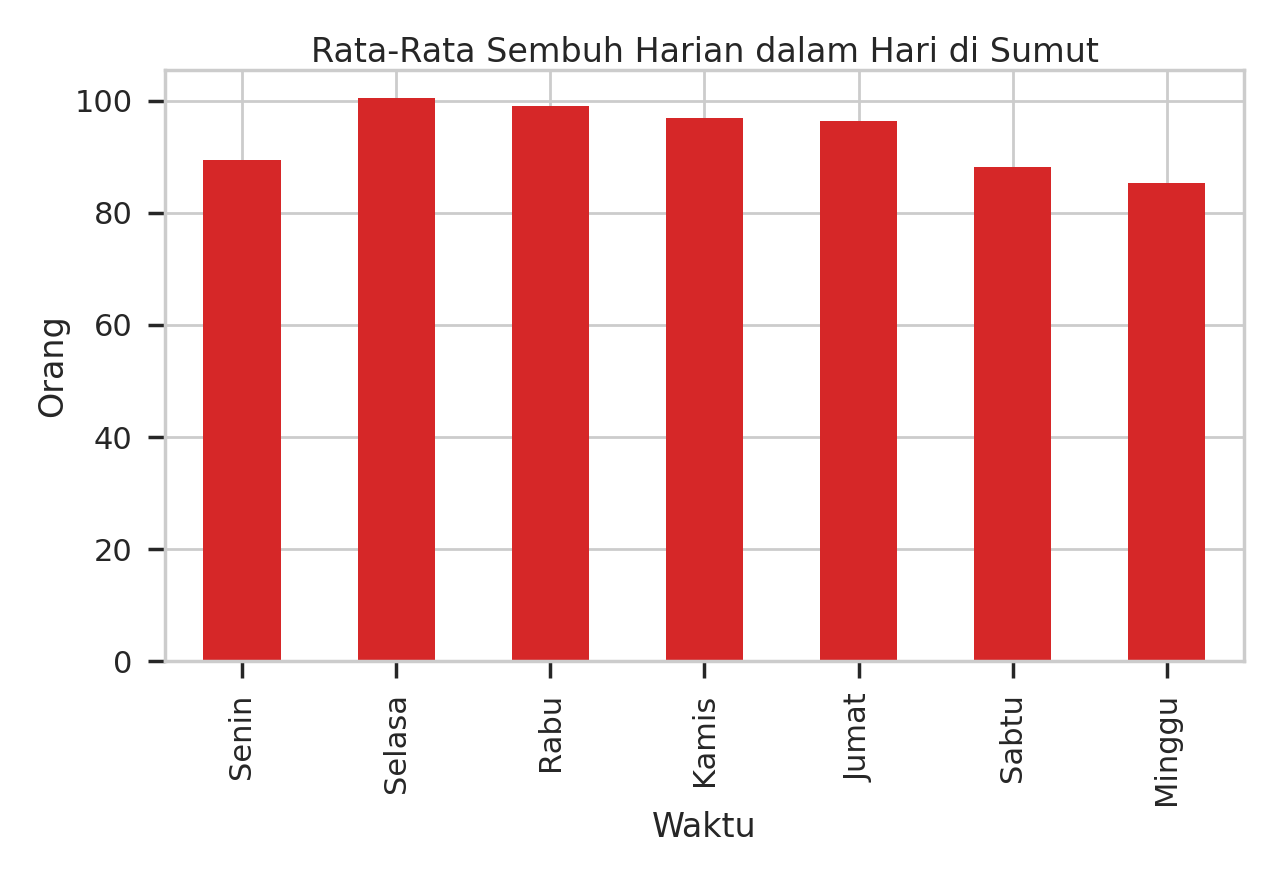 Rata-Rata Sembuh Harian dalam Hari di Sumut
100
80
60
40
20
0
Orang
Senin
Selasa
Rabu
Kamis
Jumat
Sabtu
Minggu
Waktu